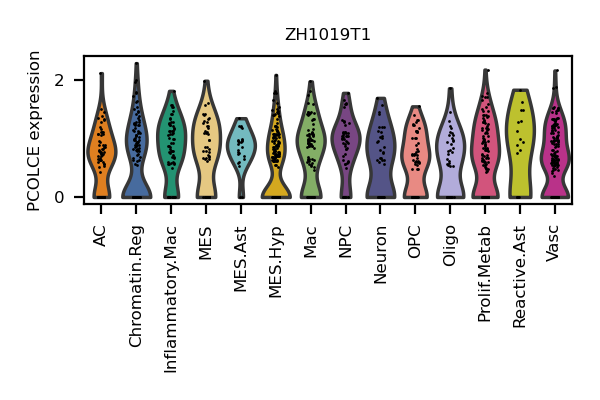 ZH1019T1
PCOLCE expression
2
0
AC
Chromatin.Reg
Inflammatory.Mac
MES
MES.Ast
MES.Hyp
Mac
NPC
Neuron
OPC
Oligo
Prolif.Metab
Reactive.Ast
Vasc